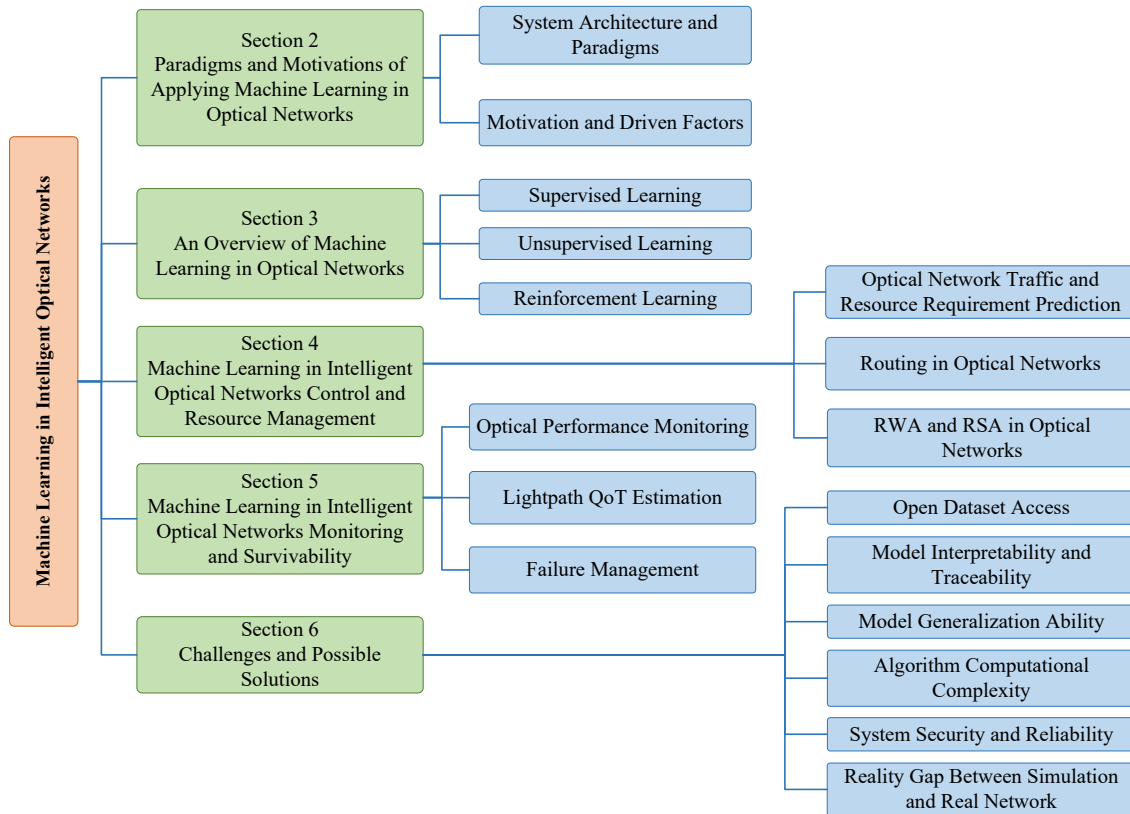 Machine Learning in Intelligent Optical Networks
Section 2
Paradigms and Motivations of
Applying Machine Learning in
Optical Networks
System Architecture and
Paradigms
Motivation and Driven Factors
Section 3
An Overview of Machine
Learning in Optical Networks
Supervised Learning
Unsupervised Learning
Reinforcement Learning
Section 4
Machine Learning in Intelligent
Optical Networks Control and
Resource Management
Optical Network Traffic and
Resource Requirement Prediction
Routing in Optical Networks
RWA and RSA in Optical
Networks
Section 5
Machine Learning in Intelligent
Optical Networks Monitoring
and Survivability
Optical Performance Monitoring
Lightpath QoT Estimation
Failure Management
Section 6
Challenges and Possible
Solutions
Open Dataset Access
Model Interpretability and
Traceability
Model Generalization Ability
Algorithm Computational
Complexity
System Security and Reliability
Reality Gap Between Simulation
and Real Network